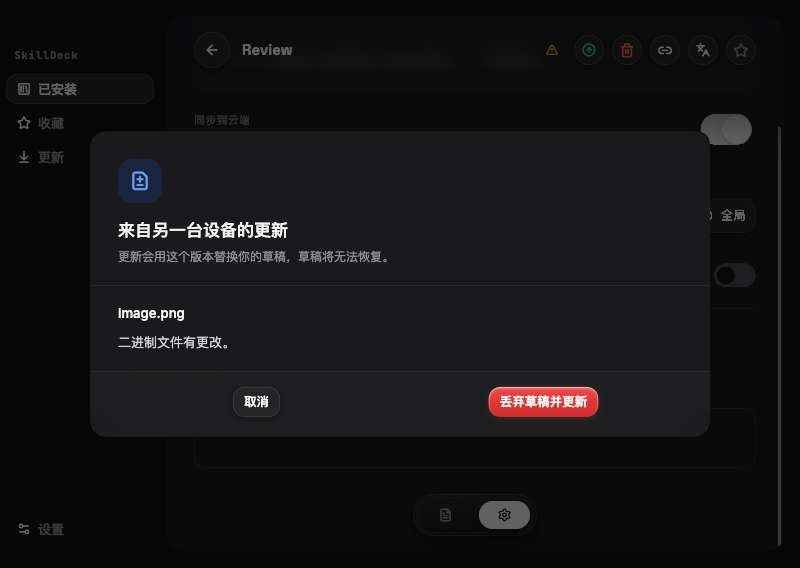 SkillDeck
Review
已安装
收藏
更新
同步到云端
全局
来自另一台设备的更新
更新会用这个版本替换你的草稿，草稿将无法恢复。
image.png
二进制文件有更改。
取消
丢弃草稿并更新
设置